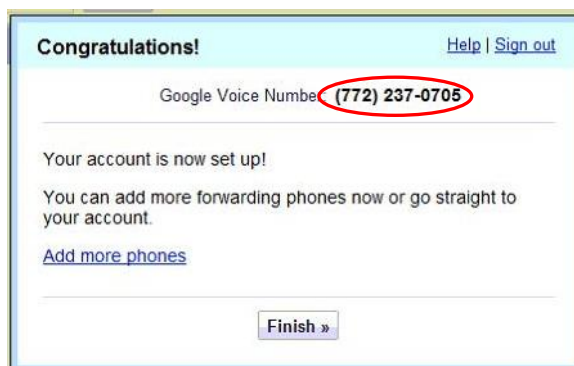 Congratulations!
Help | Sign out
Google Voice Number: (772) 237-0705
Your account is now set up!
You can add more forwarding phones now or go straight to
your account.
Add more phones
Finish »